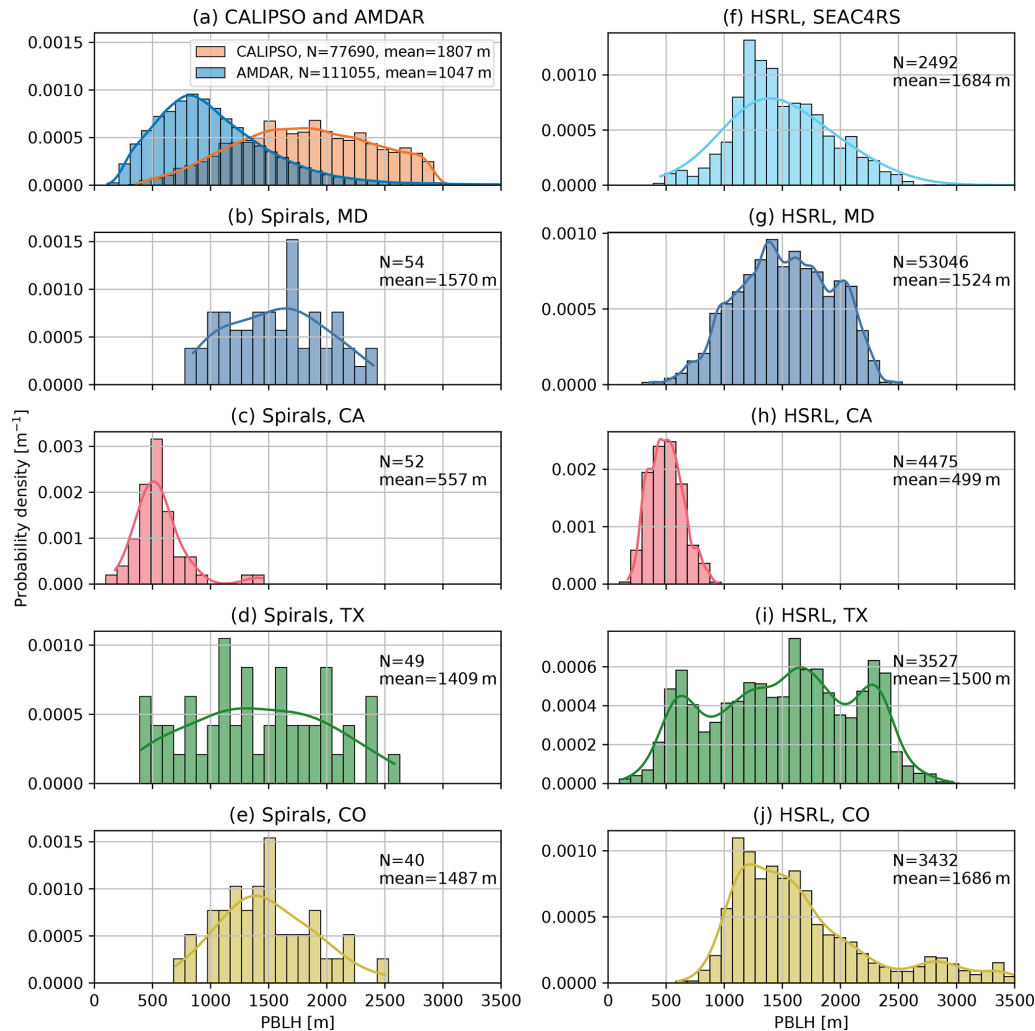 (a) CALIPSO and AMDAR
0.0015
0.0010
0.0005
0.0000
CALIPSO, N=77690, mean=1807 m
AMDAR, N=111055, mean=1047 m
(b) Spirals, MD
0.0015
0.0010
0.0005
0.0000
N=54
mean=1570 m
(c) Spirals, CA
0.003
0.002
0.001
0.000
N=52
mean=557 m
Probability density [m⁻¹]
(d) Spirals, TX
0.0010
0.0005
0.0000
N=49
mean=1409 m
(e) Spirals, CO
0.0015
0.0010
0.0005
0.0000
N=40
mean=1487 m
0 500 1000 1500 2000 2500 3000 3500
PBLH [m]
(f) HSRL, SEAC4RS
0.0010
0.0005
0.0000
N=2492
mean=1684 m
(g) HSRL, MD
0.0010
0.0005
0.0000
N=53046
mean=1524 m
(h) HSRL, CA
0.002
0.001
0.000
N=4475
mean=499 m
(i) HSRL, TX
0.0006
0.0004
0.0002
0.0000
N=3527
mean=1500 m
(j) HSRL, CO
0.0010
0.0005
0.0000
N=3432
mean=1686 m
0 500 1000 1500 2000 2500 3000 3500
PBLH [m]